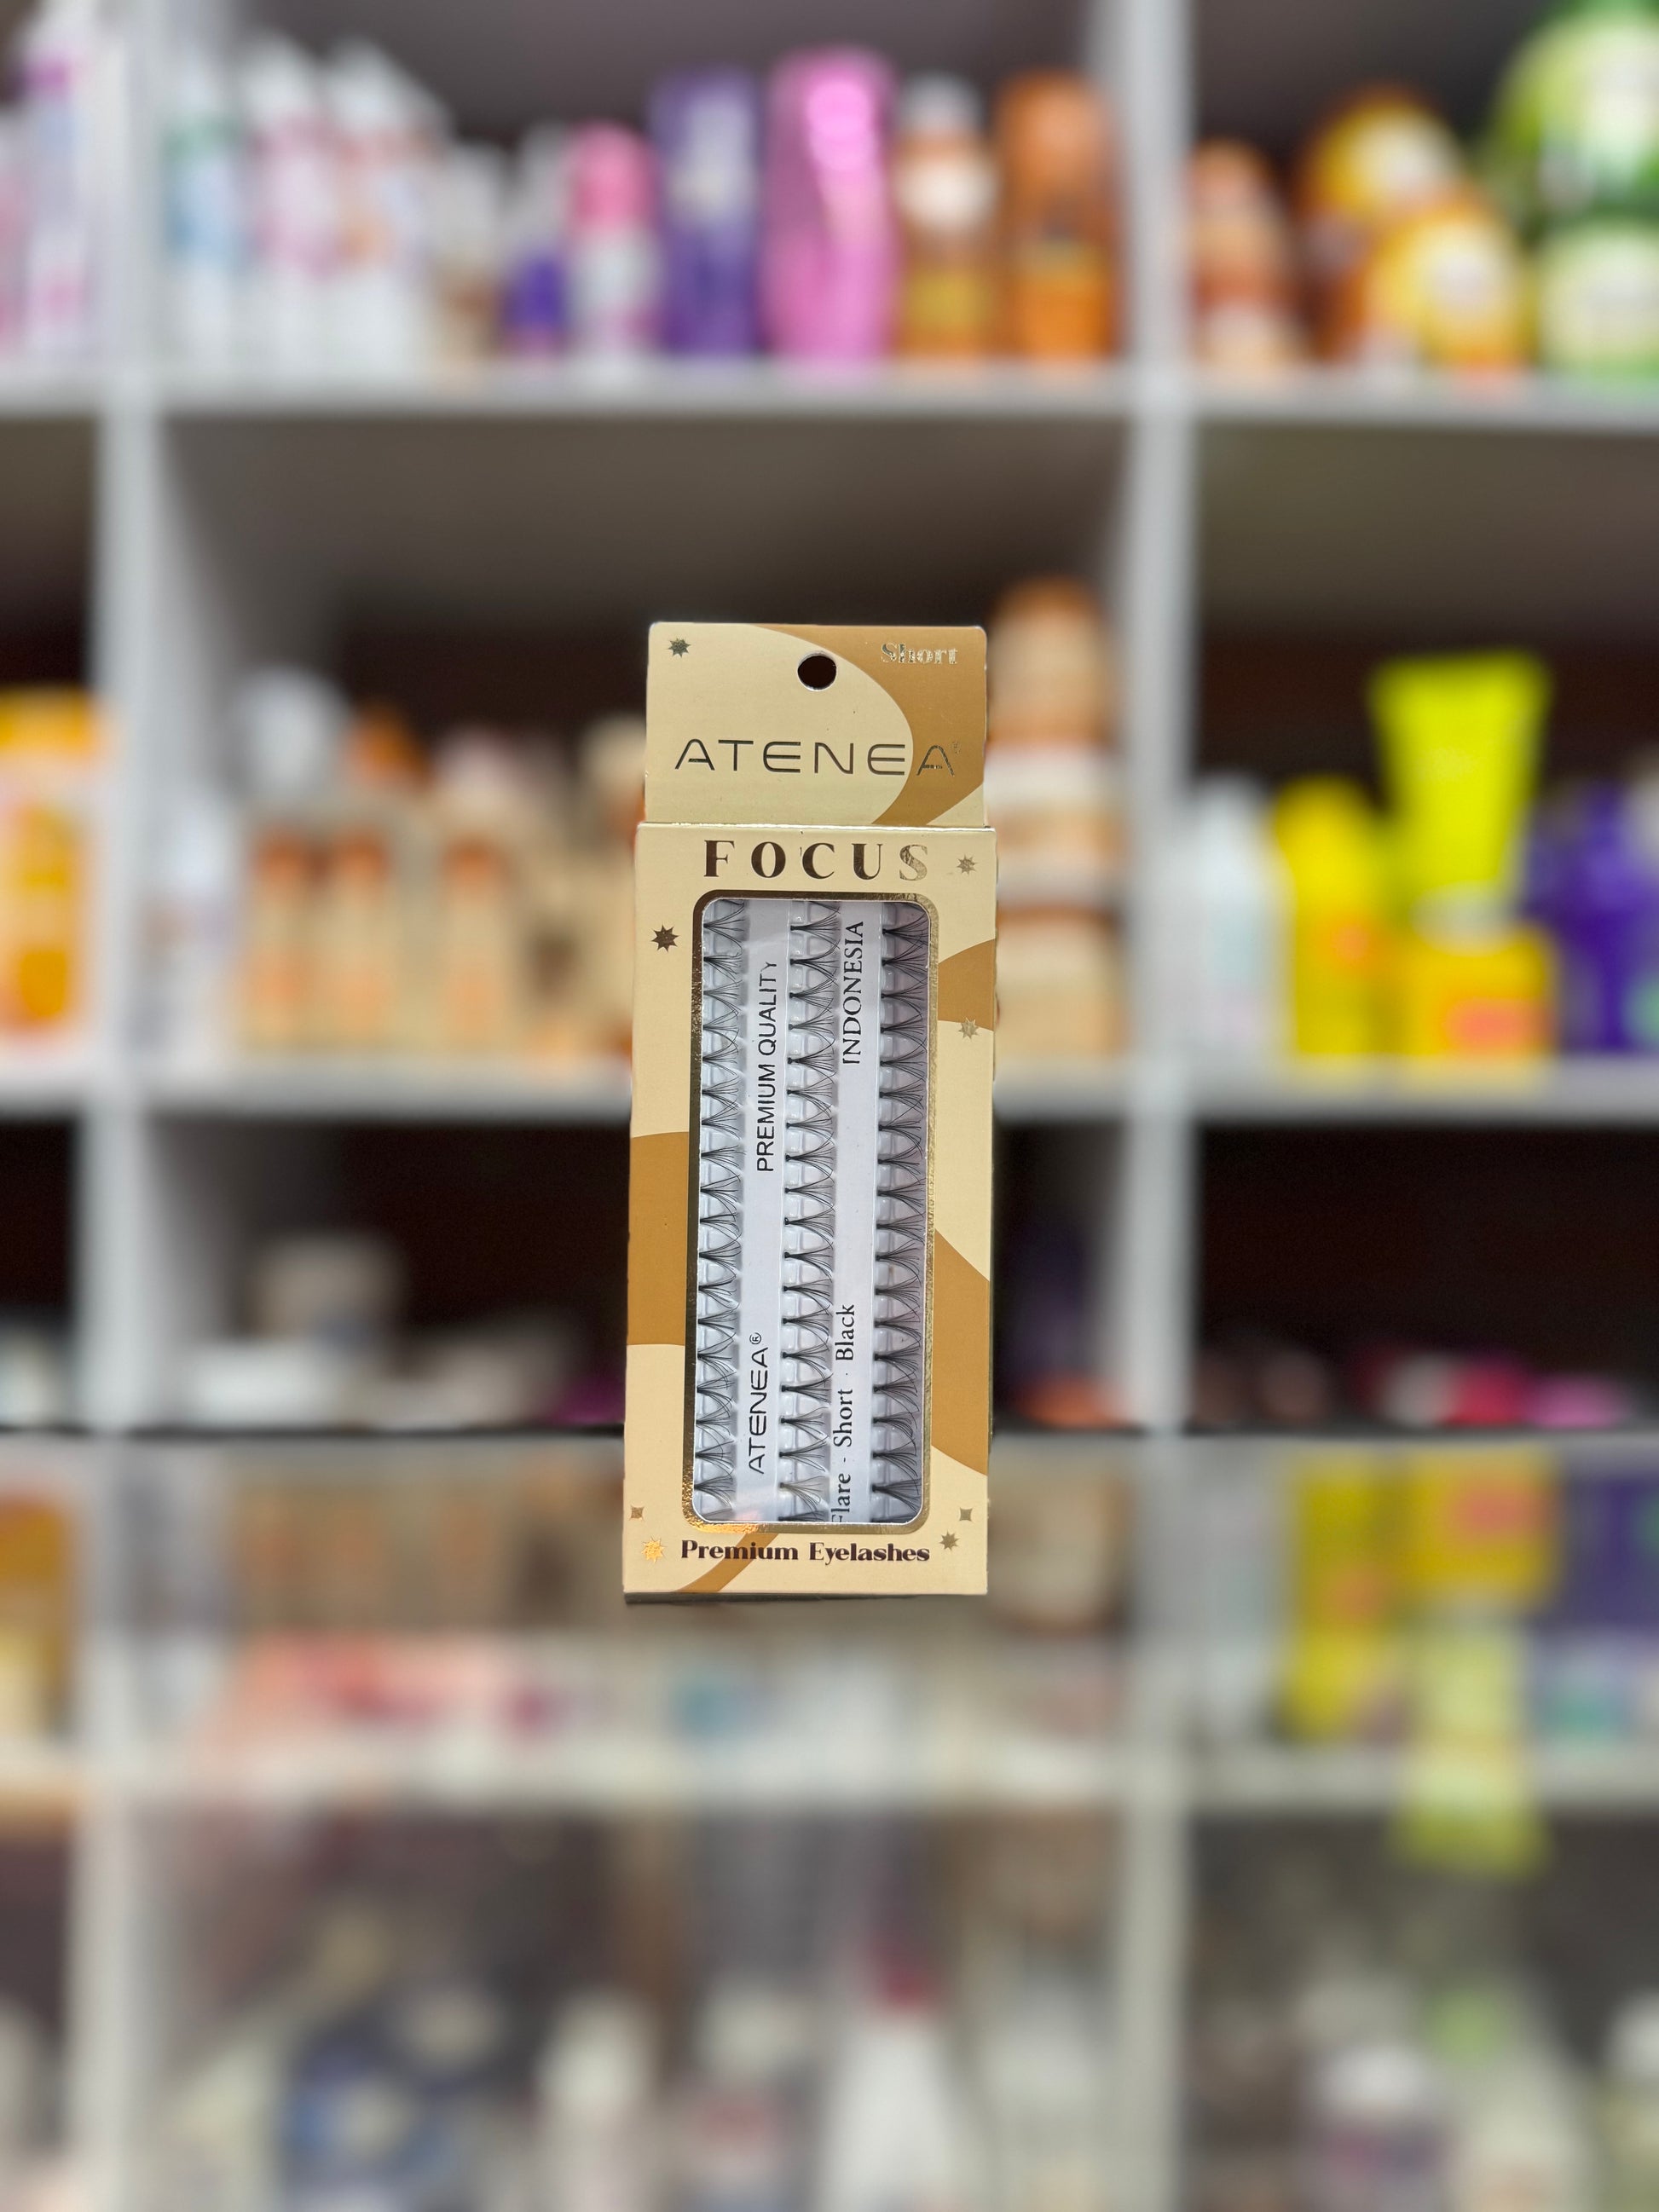 Short
ATENEA®
FOCUS
ATENEA® PREMIUM QUALITY
Flare - Short . Black INDONESIA
Premium Eyelashes